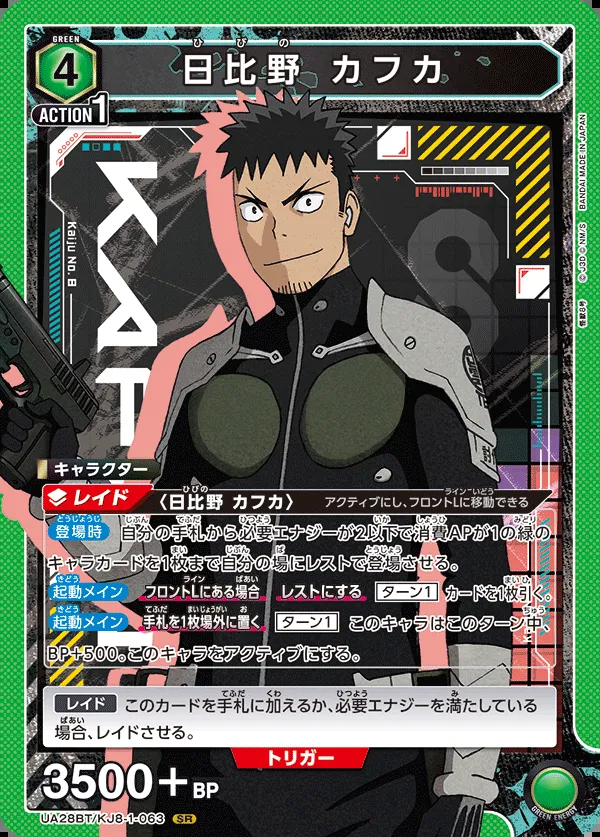 GREEN
4
ACTION 1
ひびの
日比野 カフカ
KAF
Kaiju No. 8
BANDAI MADE IN JAPAN
© J3D © NM/S
怪獣8号
キャラクター
レイド 〈日比野 カフカ〉 アクティブにし、フロントLに移動できる
登場時 自分の手札から必要エナジーが2以下で消費APが1の緑の
キャラカードを1枚まで自分の場にレストで登場させる。
起動メイン フロントLにある場合 レストにする ターン1 カードを1枚引く。
起動メイン 手札を1枚場外に置く ターン1 このキャラはこのターン中、
BP+500。このキャラをアクティブにする。
レイド このカードを手札に加えるか、必要エナジーを満たしている
場合、レイドさせる。
トリガー
3500+ BP
GREEN ENERGY
UA28BT/KJ8-1-063 SR